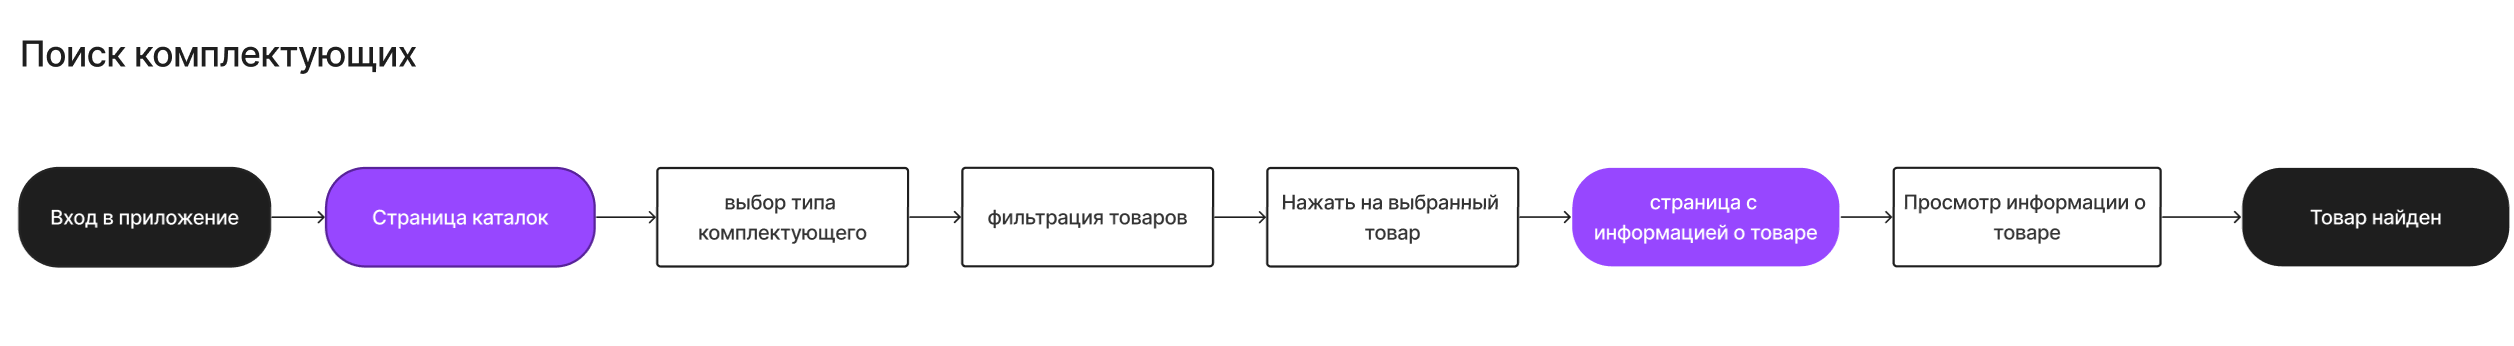 Поиск комплектующих
Вход в приложение
Страница каталок
выбор типа
комплектующего
фильтрация товаров
Нажать на выбранный
товар
страница с
информацией о товаре
Просмотр информации о
товаре
Товар найден